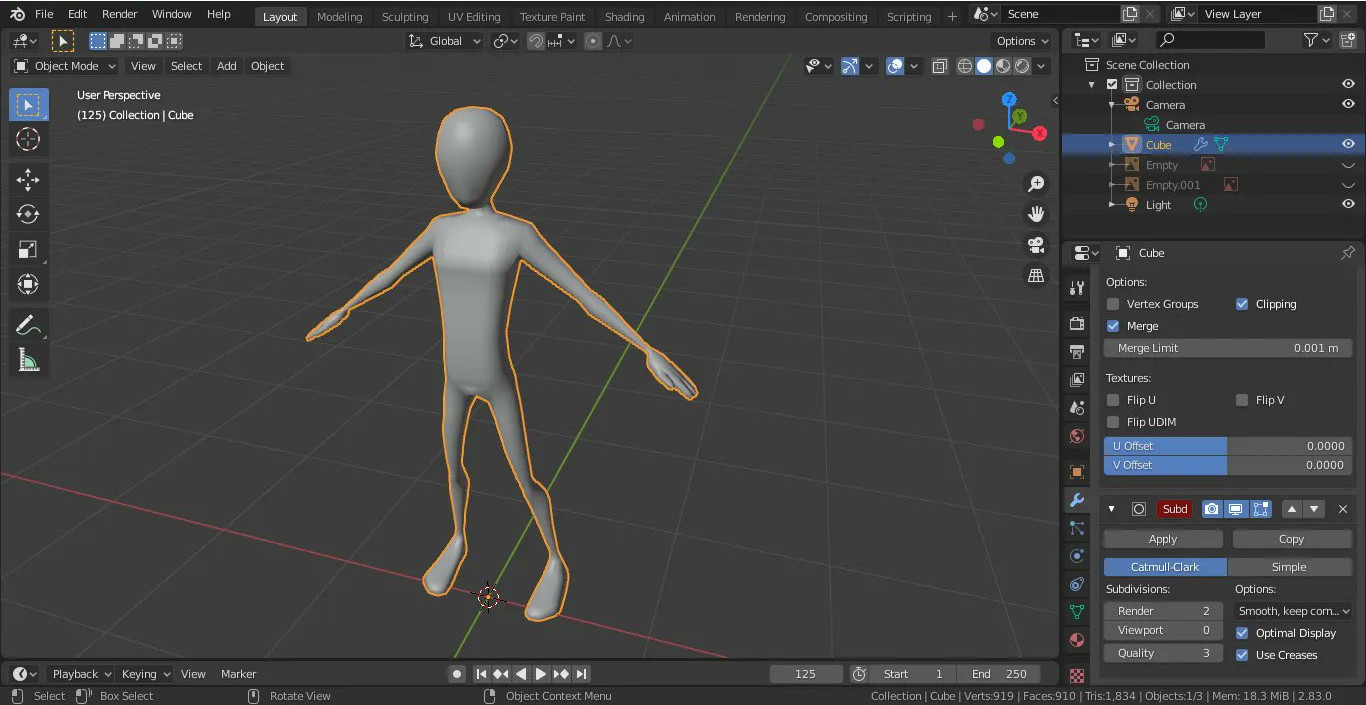 File Edit Render Window Help Layout Modeling Sculpting UV Editing Texture Paint Shading Animation Rendering Compositing Scripting + Scene View Layer
Global Options
Object Mode View Select Add Object
User Perspective
(125) Collection | Cube
Z
Y
X
Scene Collection
Collection
Camera
Camera
Cube
Empty
Empty.001
Light
Cube
Options:
Vertex Groups Clipping
Merge
Merge Limit 0.001 m
Textures:
Flip U Flip V
Flip UDIM
U Offset 0.0000
V Offset 0.0000
Subd
Apply Copy
Catmull-Clark Simple
Subdivisions: Options:
Render 2 Smooth, keep corn...
Viewport 0 Optimal Display
Quality 3 Use Creases
Playback Keying View Marker 125 Start 1 End 250
Select Box Select Rotate View Object Context Menu Collection | Cube | Verts:919 | Faces:910 | Tris:1,834 | Objects:1/3 | Mem: 18.3 MiB | 2.83.0